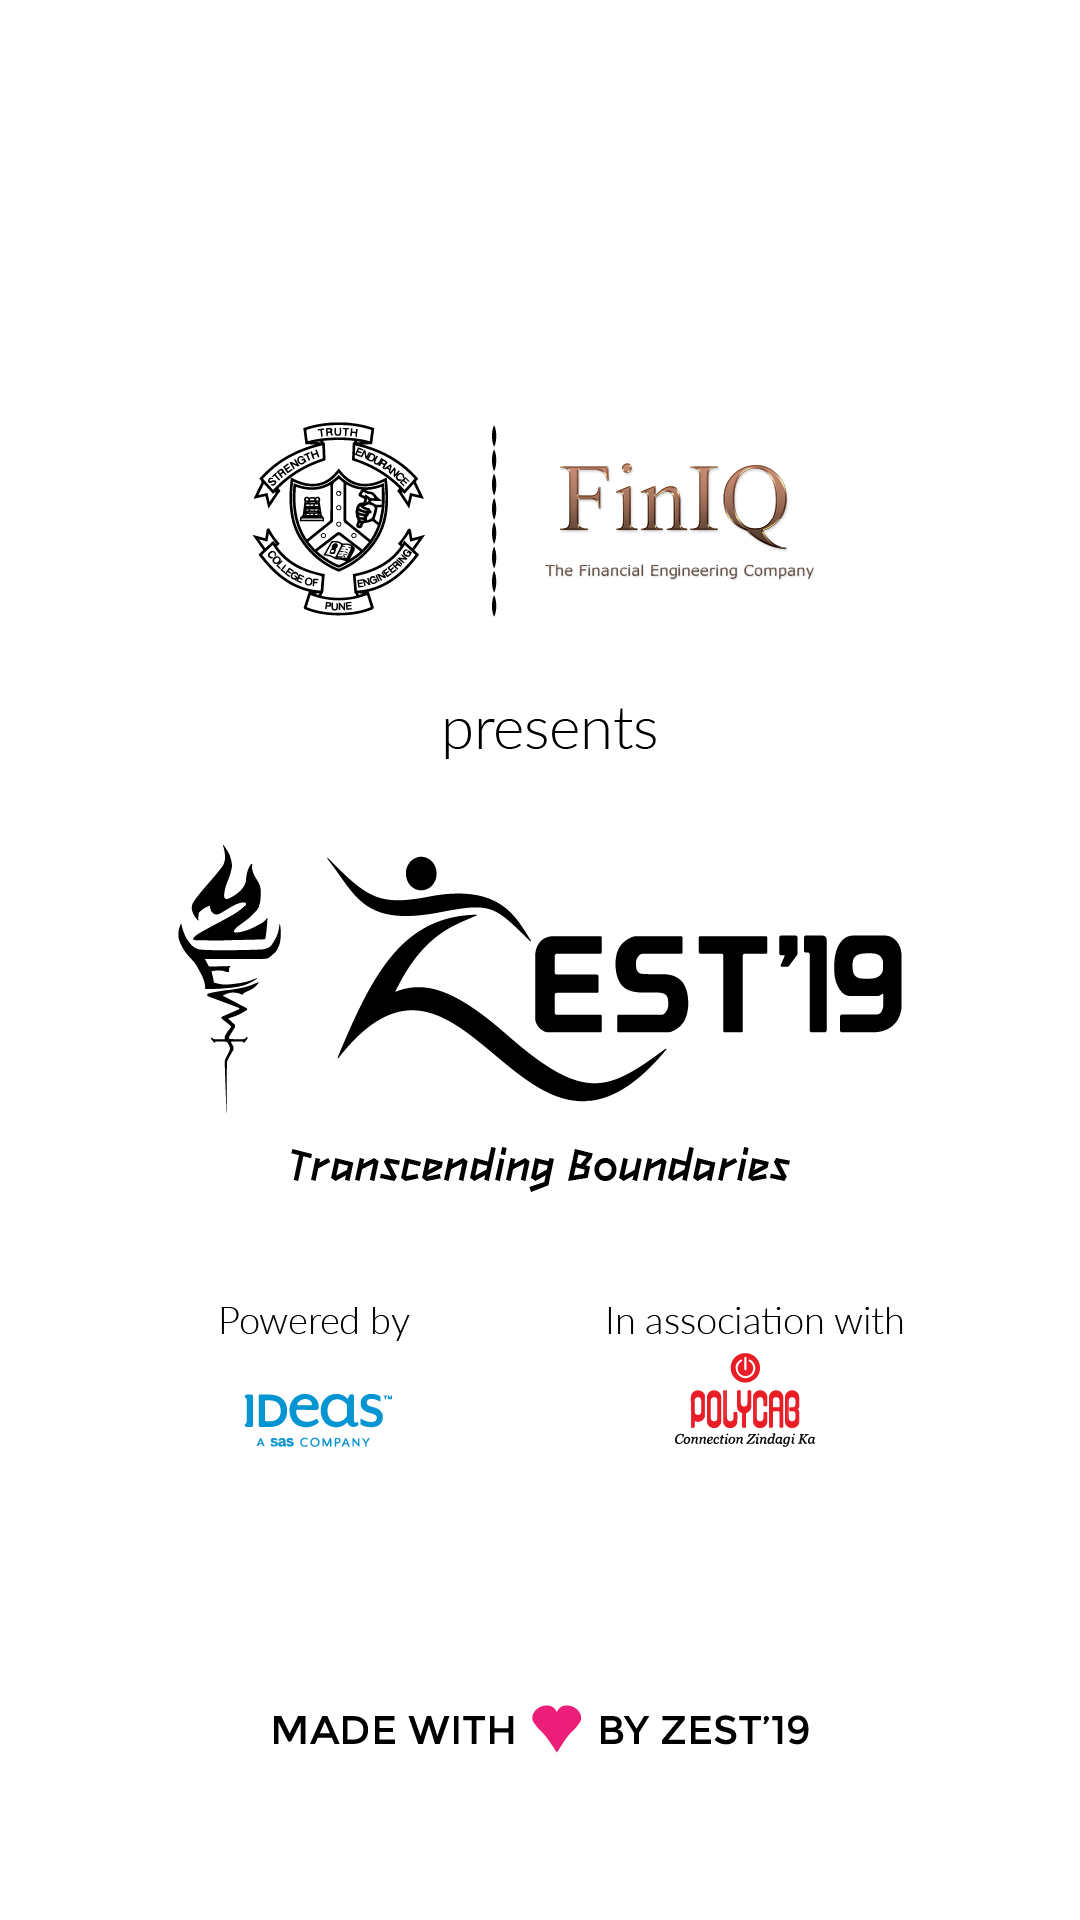 TRUTH
STRENGTH
ENDURANCE
COLLEGE OF
ENGINEERING
PUNE
FinIQ
The Financial Engineering Company
presents
ZEST’19
Transcending Boundaries
Powered by
In association with
IDeas™
A sas COMPANY
POLYCAB
Connection Zindagi Ka
MADE WITH BY ZEST’19